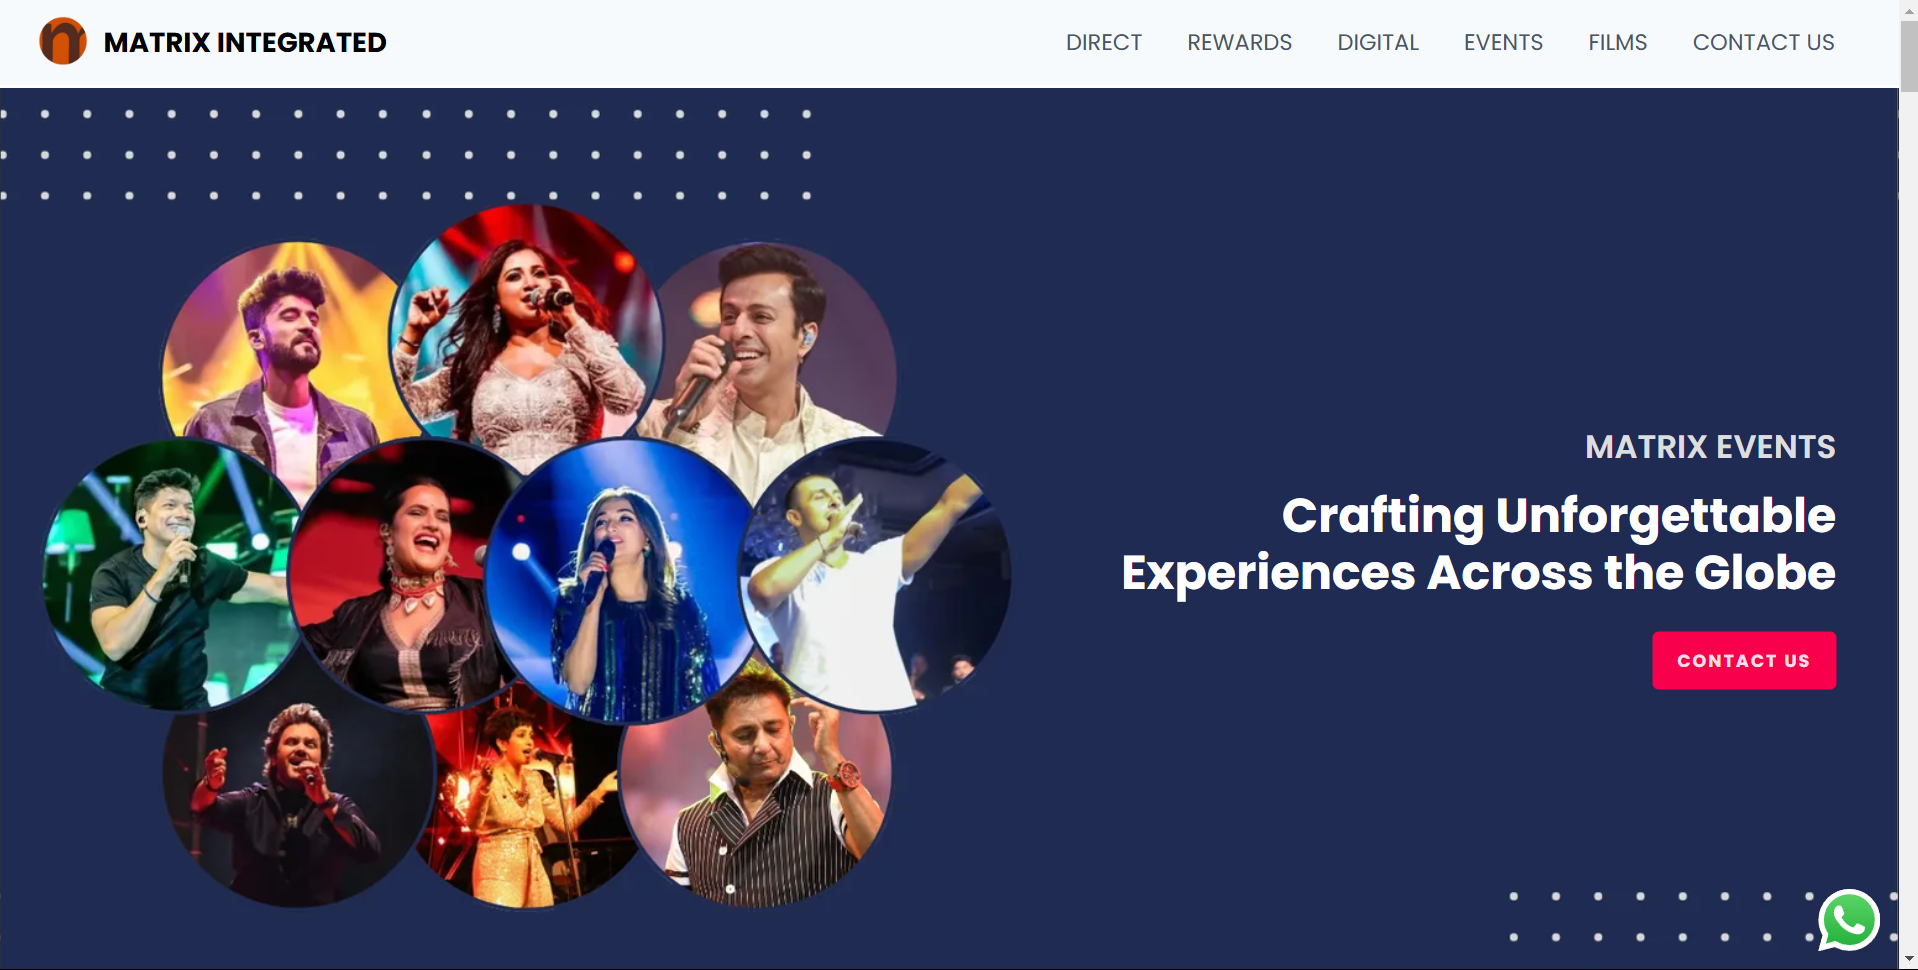 MATRIX INTEGRATED
DIRECT
REWARDS
DIGITAL
EVENTS
FILMS
CONTACT US
MATRIX EVENTS
Crafting Unforgettable
Experiences Across the Globe
CONTACT US